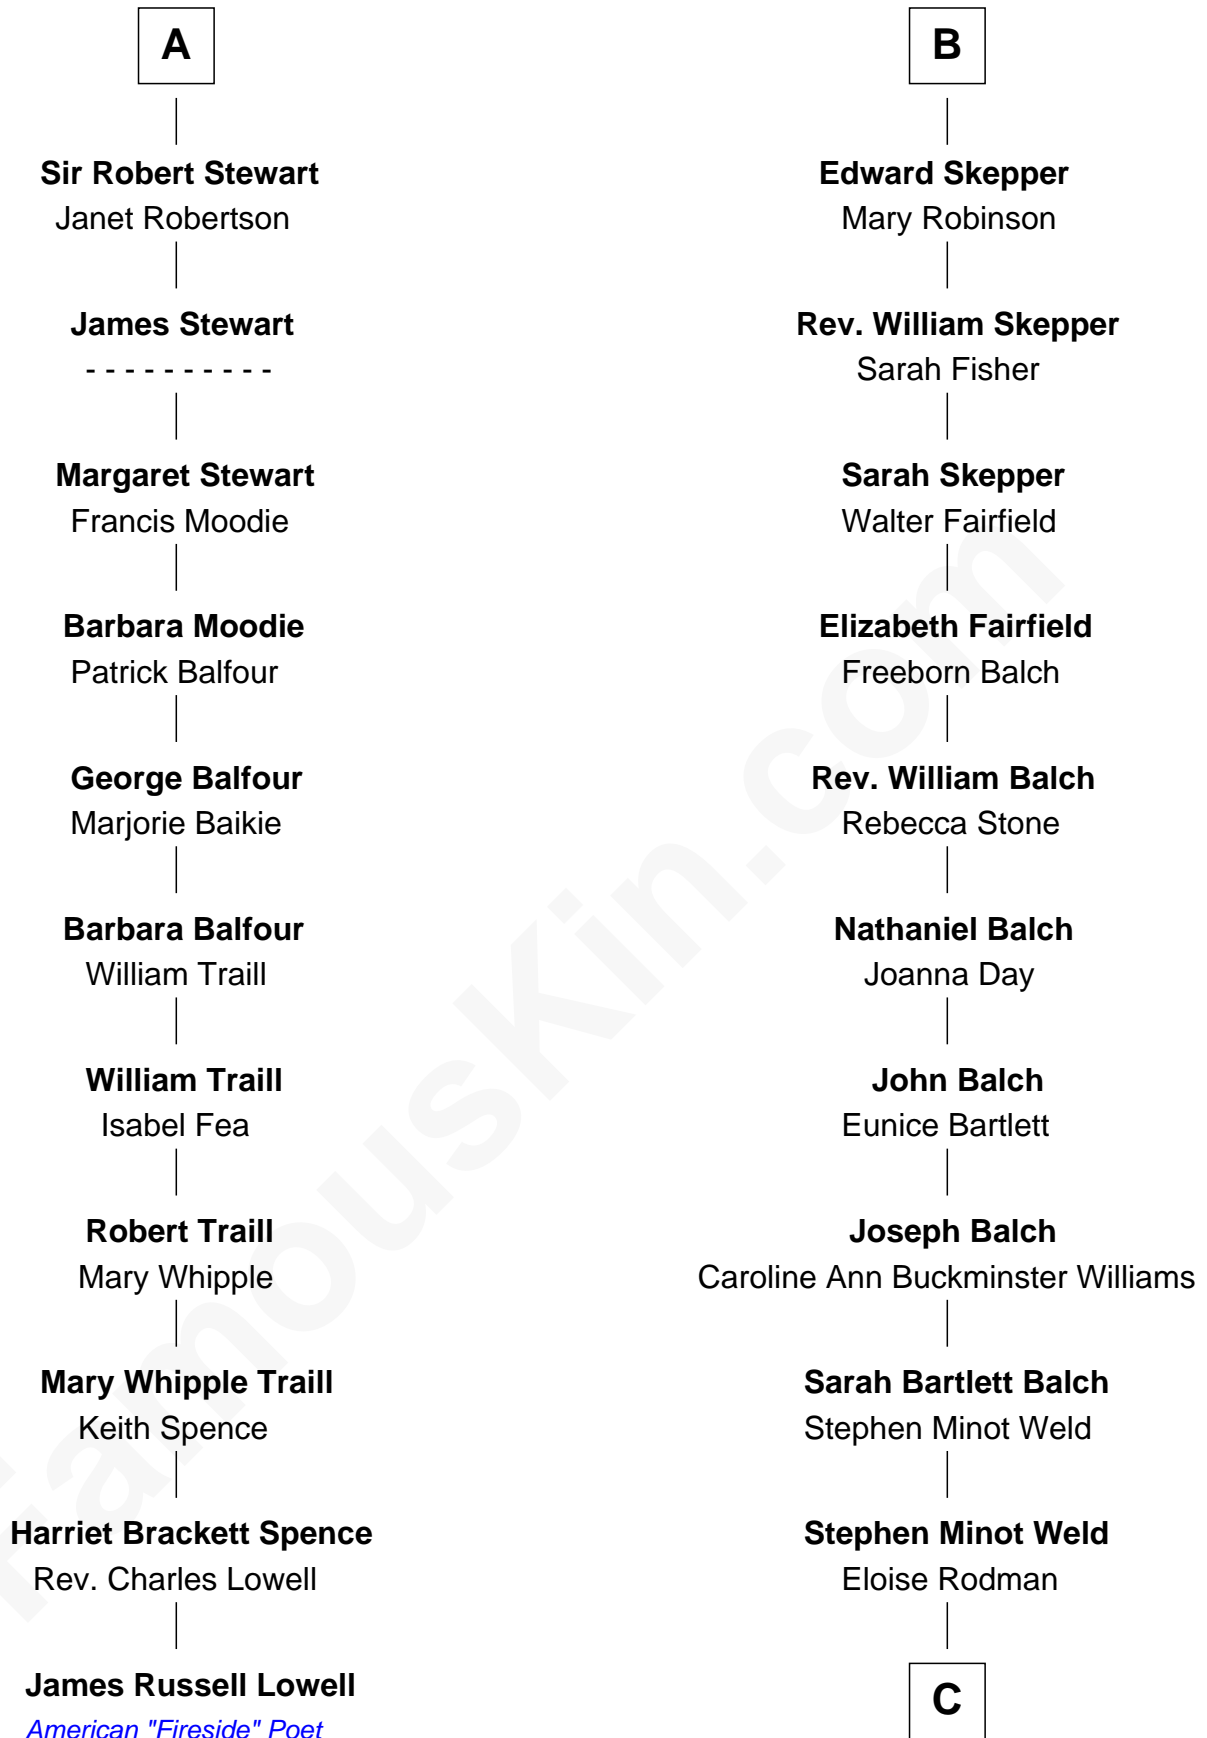 A
Sir Robert Stewart
Janet Robertson
James Stewart
- - - - - - - - - -
Margaret Stewart
Francis Moodie
Barbara Moodie
Patrick Balfour
George Balfour
Marjorie Baikie
Barbara Balfour
William Traill
William Traill
Isabel Fea
Robert Traill
Mary Whipple
Mary Whipple Traill
Keith Spence
Harriet Brackett Spence
Rev. Charles Lowell
James Russell Lowell
American "Fireside" Poet
B
Edward Skepper
Mary Robinson
Rev. William Skepper
Sarah Fisher
Sarah Skepper
Walter Fairfield
Elizabeth Fairfield
Freeborn Balch
Rev. William Balch
Rebecca Stone
Nathaniel Balch
Joanna Day
John Balch
Eunice Bartlett
Joseph Balch
Caroline Ann Buckminster Williams
Sarah Bartlett Balch
Stephen Minot Weld
Stephen Minot Weld
Eloise Rodman
C
FamousKin.com